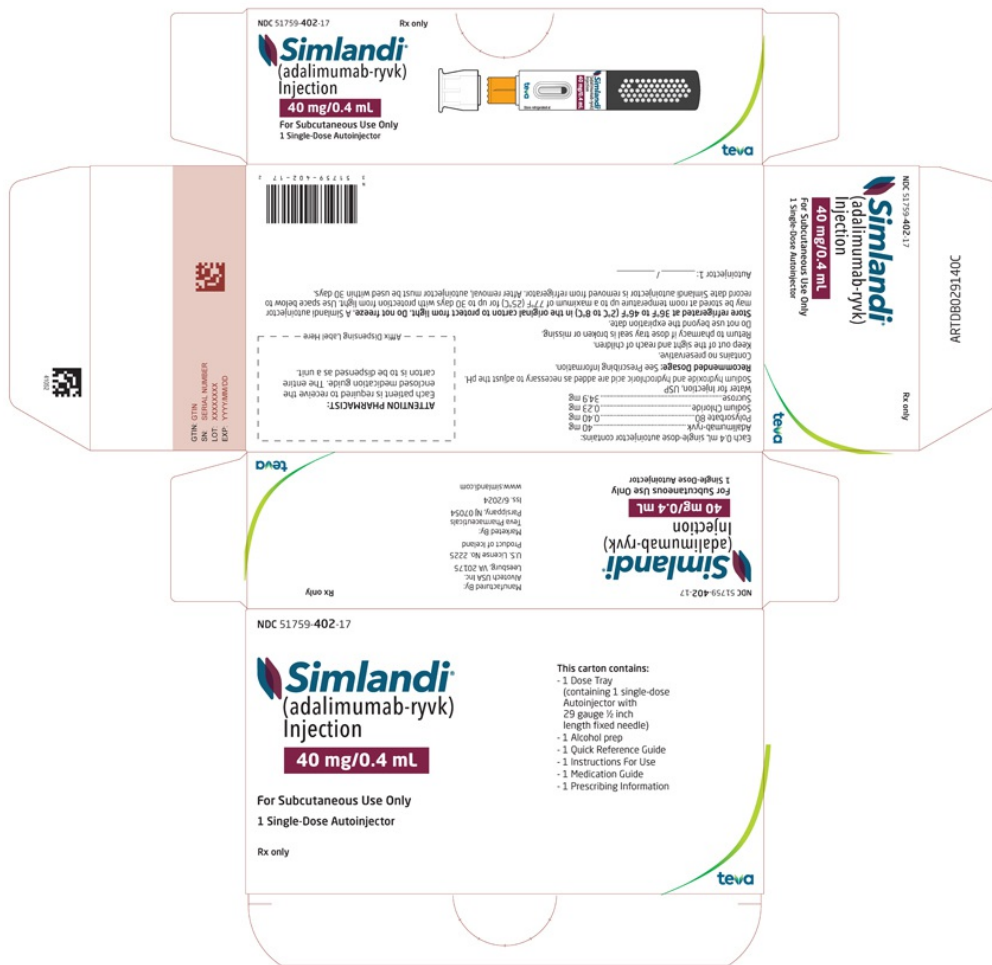 NDC 51759-402-17
Rx only
Simlandi®
(adalimumab-ryvk)
Injection
40 mg/0.4 mL
For Subcutaneous Use Only
1 Single-Dose Autoinjector
teva
Simlandi®
(adalimumab-ryvk)
40 mg/0.4 mL
teva
51759-402-17
Each 0.4 mL single-dose autoinjector contains:
Adalimumab-ryvk 40 mg
Polysorbate 80 0.40 mg
Sodium Chloride 0.23 mg
Sucrose 34.9 mg
Water for Injection, USP
Sodium hydroxide and hydrochloric acid are added as necessary to adjust the pH.
Recommended Dosage: See Prescribing Information.
Contains no preservative.
Keep out of the sight and reach of children.
Return to pharmacy if dose tray seal is broken or missing.
Do not use beyond the expiration date.
Store refrigerated at 36°F to 46°F (2°C to 8°C) in the original carton to protect from light. Do not freeze. A Simlandi autoinjector
may be stored at room temperature up to a maximum of 77°F (25°C) for up to 30 days with protection from light. Use space below to
record date Simlandi autoinjector is removed from refrigerator. After removal, autoinjector must be used within 30 days.
Autoinjector 1: ______ / ______
ATTENTION PHARMACIST:
Each patient is required to receive the
enclosed medication guide. The entire
carton is to be dispensed as a unit.
Affix Dispensing Label Here
GTIN: GTIN
SN: SERIAL NUMBER
LOT: XXXXXXXX
EXP: YYYY/MM/DD
NDC 51759-402-17
Rx only
Simlandi®
(adalimumab-ryvk)
Injection
40 mg/0.4 mL
For Subcutaneous Use Only
1 Single-Dose Autoinjector
teva
ARTDB029140C
NDC 51759-402-17
Rx only
Simlandi®
(adalimumab-ryvk)
Injection
40 mg/0.4 mL
For Subcutaneous Use Only
1 Single-Dose Autoinjector
Manufactured By:
Alvotech USA Inc
Leesburg, VA 20175
U.S. License No. 2225
Product of Iceland
Marketed By:
Teva Pharmaceuticals
Parsippany, NJ 07054
Iss. 6/2024
www.simlandi.com
teva
NDC 51759-402-17
Simlandi®
(adalimumab-ryvk)
Injection
40 mg/0.4 mL
For Subcutaneous Use Only
1 Single-Dose Autoinjector
Rx only
This carton contains:
- 1 Dose Tray
(containing 1 single-dose
Autoinjector with
29 gauge ½ inch
length fixed needle)
- 1 Alcohol prep
- 1 Quick Reference Guide
- 1 Instructions For Use
- 1 Medication Guide
- 1 Prescribing Information
teva